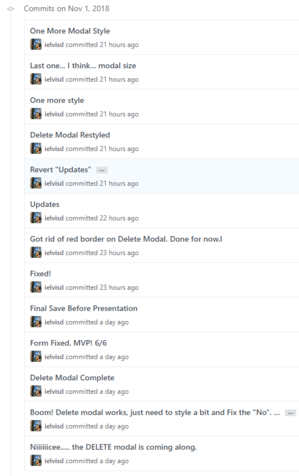 Commits on Nov 1, 2018
One More Modal Style
ielvisd committed 21 hours ago
Last one... I think... modal size
ielvisd committed 21 hours ago
One more style
ielvisd committed 21 hours ago
Delete Modal Restyled
ielvisd committed 21 hours ago
Revert "Updates" ...
ielvisd committed 21 hours ago
Updates
ielvisd committed 22 hours ago
Got rid of red border on Delete Modal. Done for now.l
ielvisd committed 23 hours ago
Fixed!
ielvisd committed 23 hours ago
Final Save Before Presentation
ielvisd committed a day ago
Form Fixed. MVP! 6/6
ielvisd committed a day ago
Delete Modal Complete
ielvisd committed a day ago
Boom! Delete modal works, just need to style a bit and Fix the "No". ... ...
ielvisd committed a day ago
Niiiiiicee..... the DELETE modal is coming along.
ielvisd committed a day ago